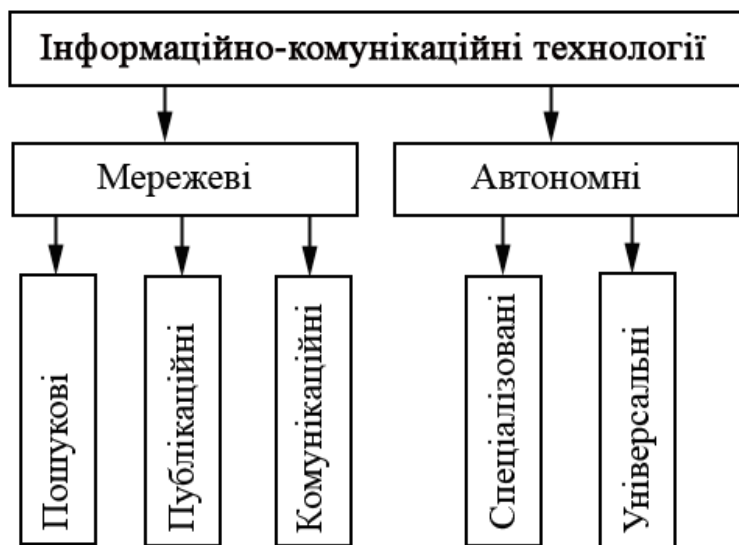 Інформаційно-комунікаційні технології
Мережеві
Автономні
Пошукові
Публікаційні
Комунікаційні
Спеціалізовані
Універсальні